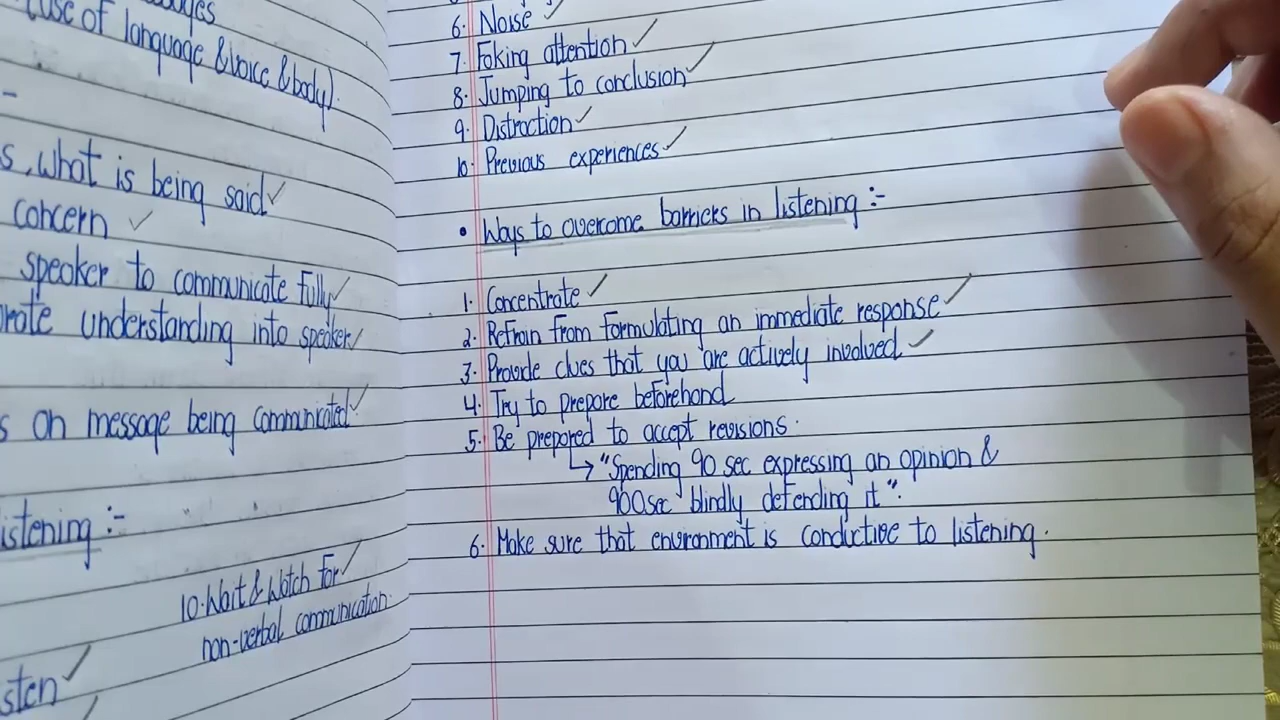 (use of language & voice & body).
what is being said ✓
concern ✓
speaker to communicate fully ✓
understanding into speaker ✓
on message being communicated ✓
istening :-
10. Wait & Watch for ✓
non-verbal communication.
sten ✓
6. Noise ✓
7. Faking attention ✓
8. Jumping to conclusion ✓
9. Distraction ✓
10. Previous experiences ✓
• Ways to overcome barriers in listening :-
1. Concentrate ✓
2. Refrain from formulating an immediate response ✓
3. Provide clues that you are actively involved ✓
4. Try to prepare beforehand
5. Be prepared to accept revisions.
↳ "Spending 90 sec expressing an opinion &
900sec blindly defending it".
6. Make sure that environment is conductive to listening.